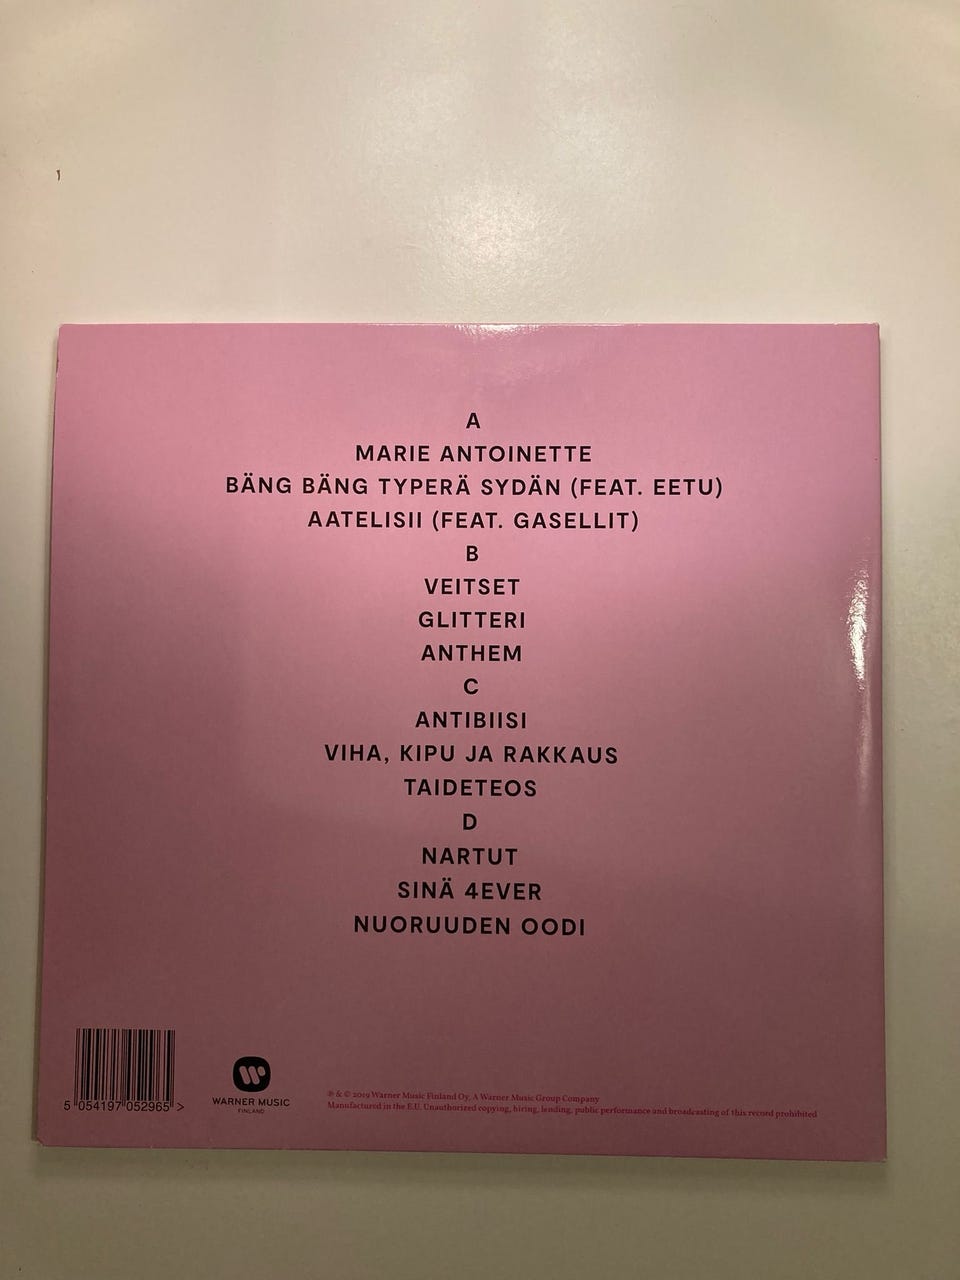 A
MARIE ANTOINETTE
BÄNG BÄNG TYPERÄ SYDÄN (FEAT. EETU)
AATELISII (FEAT. GASELLIT)
B
VEITSET
GLITTERI
ANTHEM
C
ANTIBIISI
VIHA, KIPU JA RAKKAUS
TAIDETEOS
D
NARTUT
SINÄ 4EVER
NUORUUDEN OODI
5 054197 052965 >
WARNER MUSIC
FINLAND
℗ & © 2019 Warner Music Finland Oy, A Warner Music Group Company
Manufactured in the E.U. Unauthorized copying, hiring, lending, public performance and broadcasting of this record prohibited